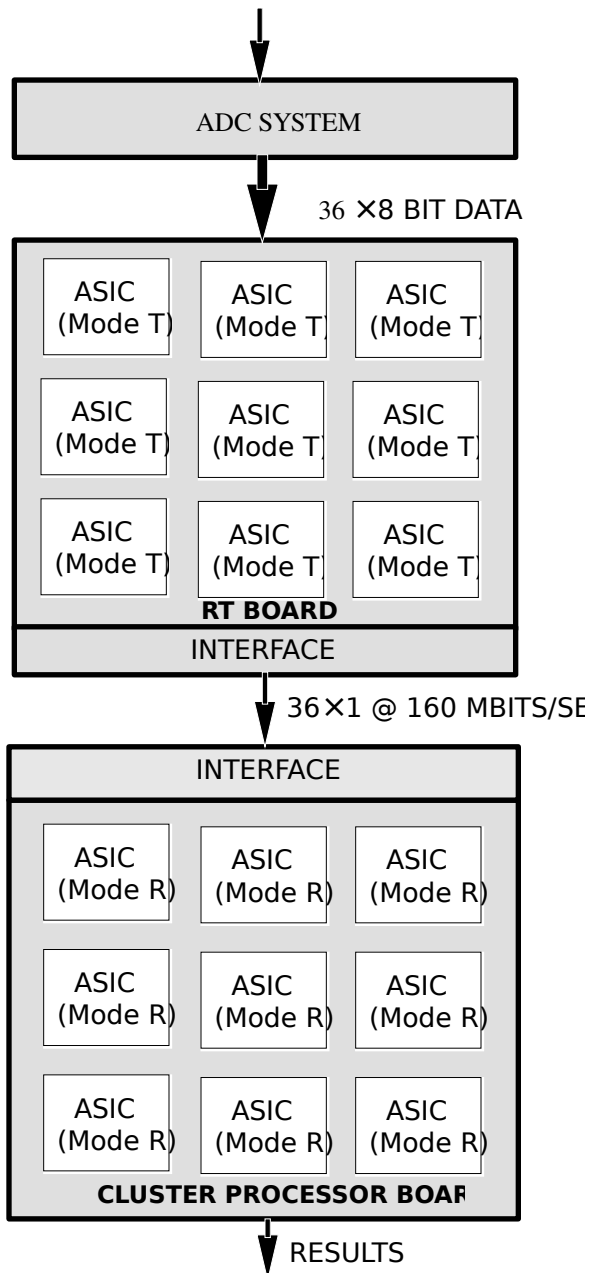 ADC SYSTEM
36 ×8 BIT DATA
ASIC ASIC ASIC
(Mode T) (Mode T) (Mode T)
ASIC ASIC ASIC
(Mode T) (Mode T) (Mode T)
ASIC ASIC ASIC
(Mode T) (Mode T) (Mode T)
RT BOARD
INTERFACE
36×1 @ 160 MBITS/SE
INTERFACE
ASIC ASIC ASIC
(Mode R) (Mode R) (Mode R)
ASIC ASIC ASIC
(Mode R) (Mode R) (Mode R)
ASIC ASIC ASIC
(Mode R) (Mode R) (Mode R)
CLUSTER PROCESSOR BOAR
RESULTS